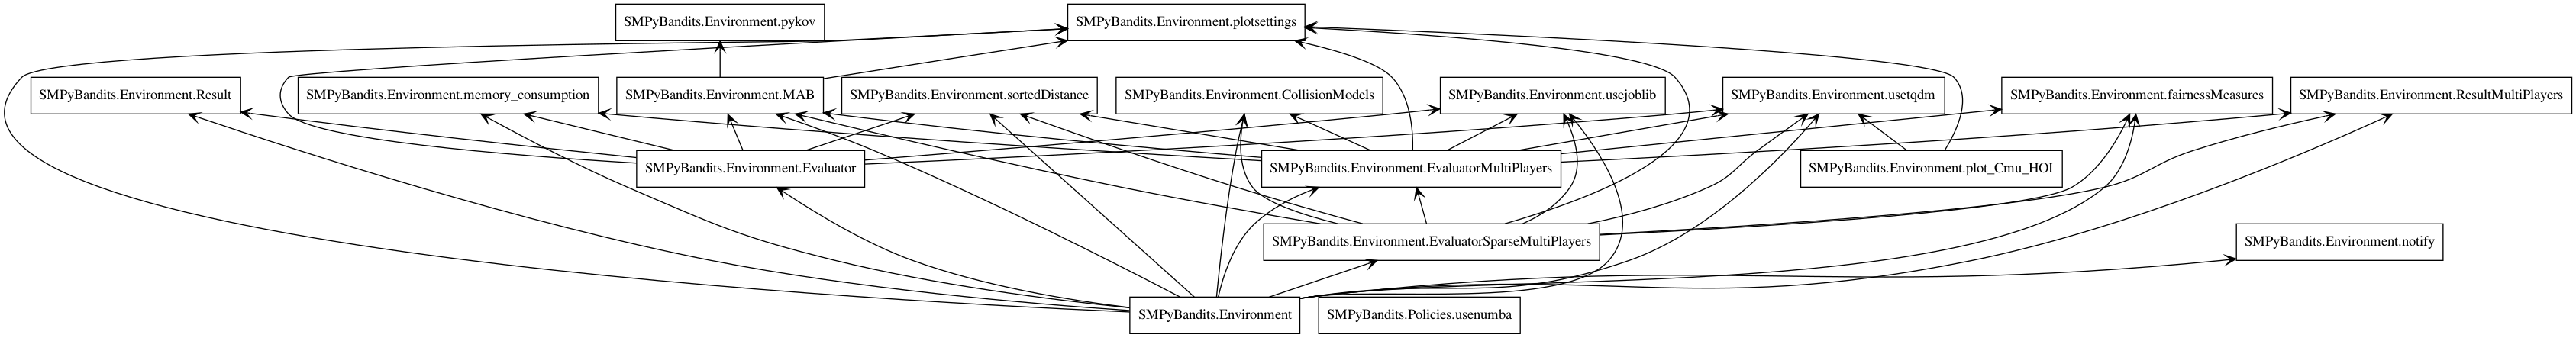 SMPyBandits.Environment.pykov
SMPyBandits.Environment.plotsettings
SMPyBandits.Environment.Result
SMPyBandits.Environment.memory_consumption
SMPyBandits.Environment.MAB
SMPyBandits.Environment.sortedDistance
SMPyBandits.Environment.CollisionModels
SMPyBandits.Environment.usejoblib
SMPyBandits.Environment.usetqdm
SMPyBandits.Environment.fairnessMeasures
SMPyBandits.Environment.ResultMultiPlayers
SMPyBandits.Environment.Evaluator
SMPyBandits.Environment.EvaluatorMultiPlayers
SMPyBandits.Environment.plot_Cmu_HOI
SMPyBandits.Environment.EvaluatorSparseMultiPlayers
SMPyBandits.Environment.notify
SMPyBandits.Environment
SMPyBandits.Policies.usenumba